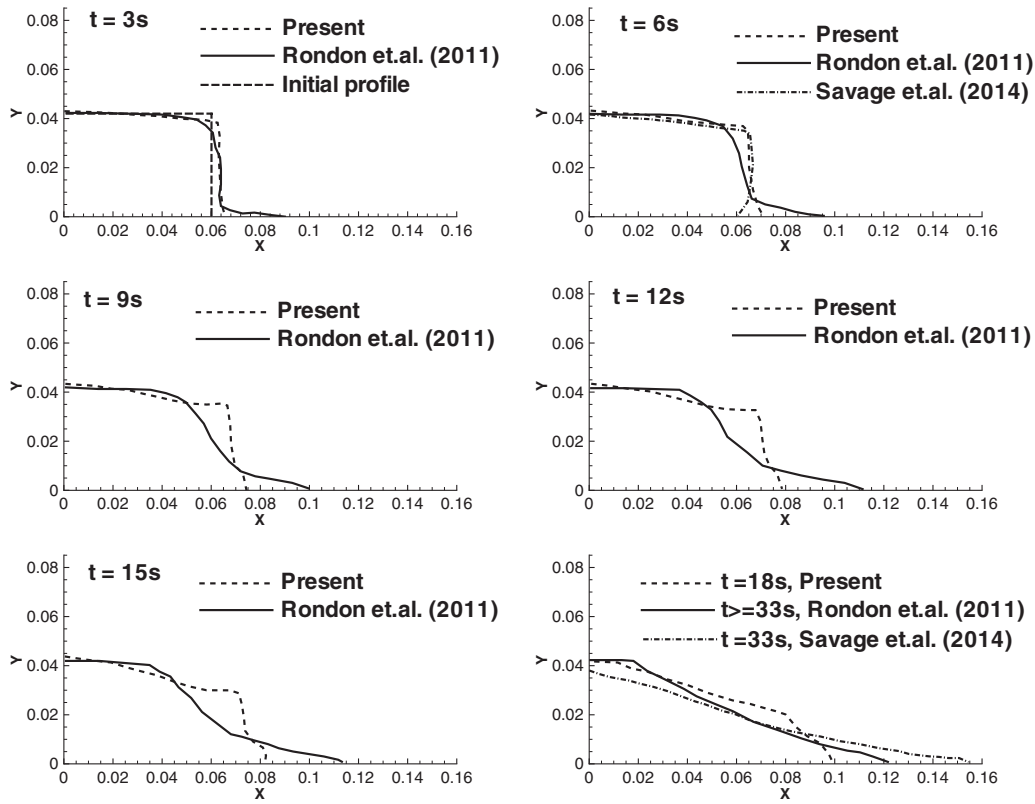 t = 3s
Present
Rondon et.al. (2011)
Initial profile
0.08
0.06
0.04
0.02
0
Y
0 0.02 0.04 0.06 0.08 0.10 0.12 0.14 0.16
X
t = 6s
Present
Rondon et.al. (2011)
Savage et.al. (2014)
0.08
0.06
0.04
0.02
0
Y
0 0.02 0.04 0.06 0.08 0.10 0.12 0.14 0.16
X
t = 9s
Present
Rondon et.al. (2011)
0.08
0.06
0.04
0.02
0
Y
0 0.02 0.04 0.06 0.08 0.10 0.12 0.14 0.16
X
t = 12s
Present
Rondon et.al. (2011)
0.08
0.06
0.04
0.02
0
Y
0 0.02 0.04 0.06 0.08 0.10 0.12 0.14 0.16
X
t = 15s
Present
Rondon et.al. (2011)
0.08
0.06
0.04
0.02
0
Y
0 0.02 0.04 0.06 0.08 0.10 0.12 0.14 0.16
X
t =18s, Present
t>=33s, Rondon et.al. (2011)
t =33s, Savage et.al. (2014)
0.08
0.06
0.04
0.02
0
Y
0 0.02 0.04 0.06 0.08 0.10 0.12 0.14 0.16
X